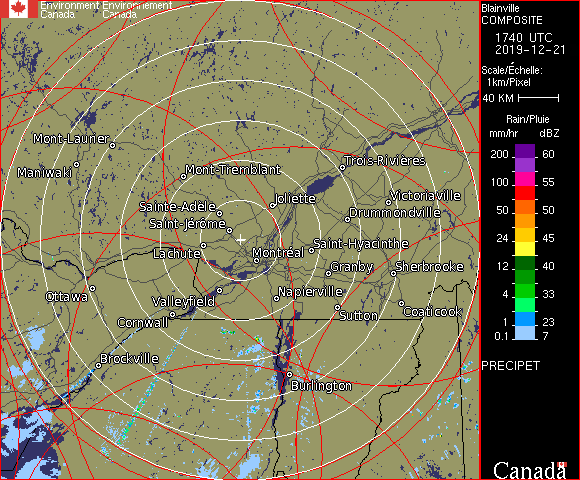 Environment Environnement
Canada Canada
Blainville
COMPOSITE
1740 UTC
2019-12-21
Scale/Échelle:
1km/Pixel
40 KM
Rain/Pluie
mm/hr dBZ
200 60
100 55
50 50
24 45
12 40
4 33
1 23
0.1 7
PRECIPET
Mont-Laurier
Maniwaki
Mont-Tremblant
Trois-Rivières
Joliette
Victoriaville
Sainte-Adèle
Drummondville
Saint-Jérôme
Saint-Hyacinthe
Lachute
Montréal
Granby
Sherbrooke
Ottawa
Valleyfield
Napierville
Sutton
Coaticook
Cornwall
Brockville
Burlington
Canada